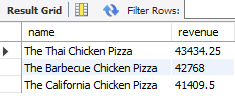 Result Grid Filter Rows:
name revenue
The Thai Chicken Pizza 43434.25
The Barbecue Chicken Pizza 42768
The California Chicken Pizza 41409.5